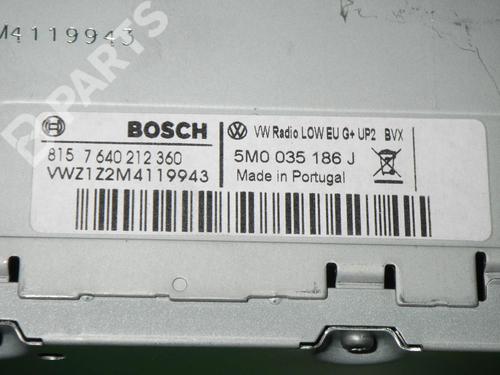 M4119943
B-PARTS
BOSCH
VW Radio LOW EU G+ UP2 BVX
815 7 640 212 360
5M0 035 186 J
VWZ1Z2M4119943
Made in Portugal